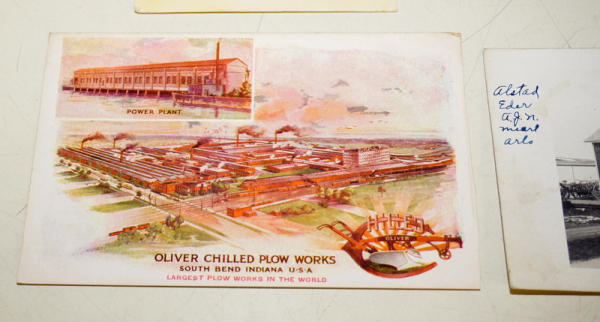 POWER PLANT.
OLIVER CHILLED PLOW WORKS
SOUTH BEND INDIANA U·S·A
LARGEST PLOW WORKS IN THE WORLD
OLIVER
Alstad
Eder
A.J.N.